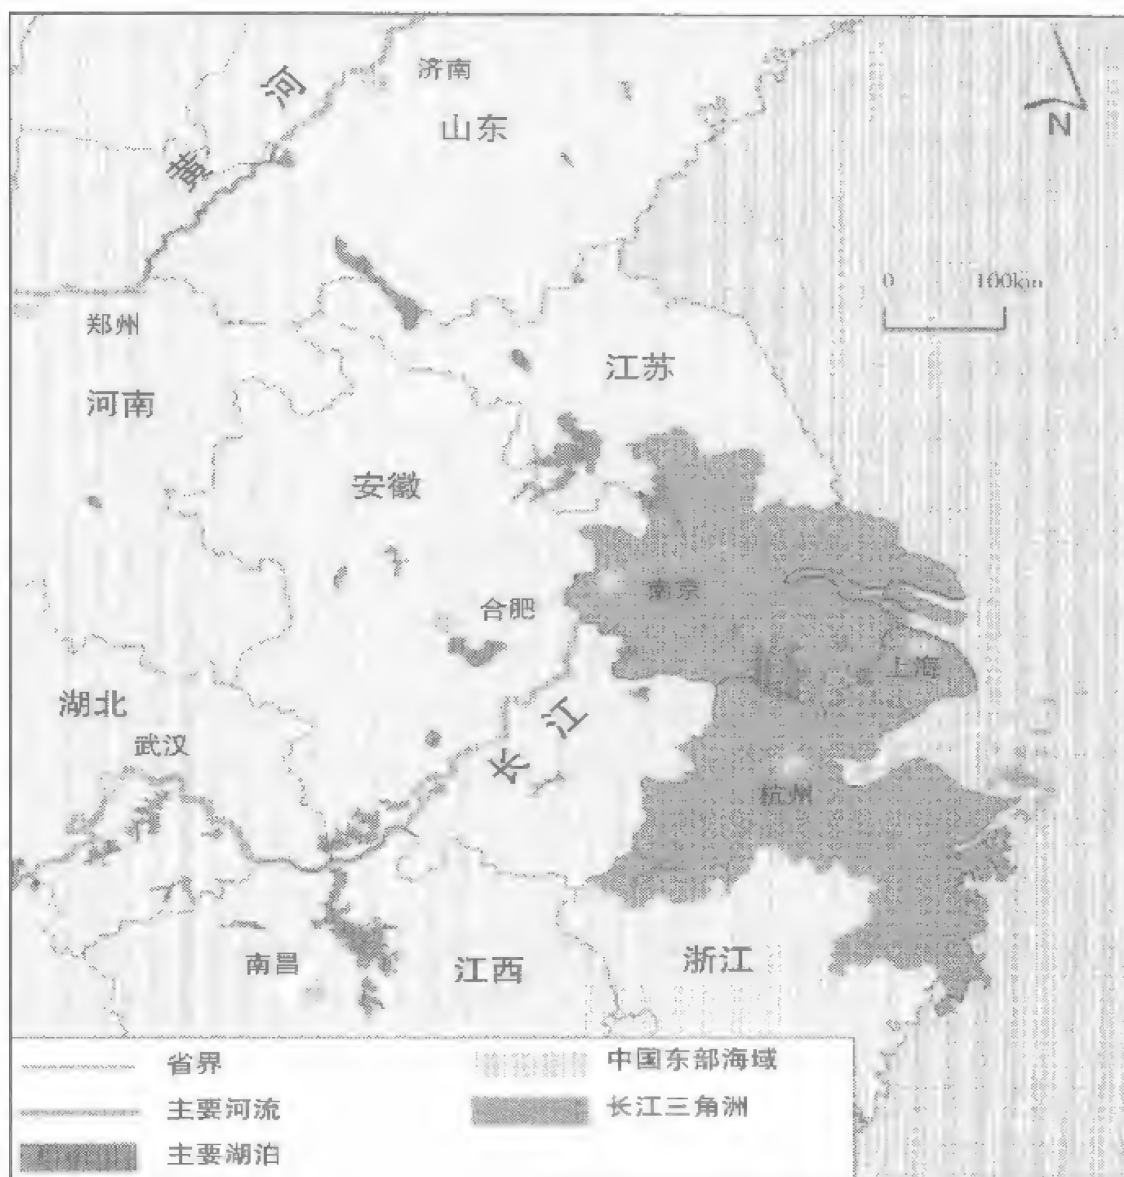 济南
山东
黄河
N
0 100km
郑州
江苏
河南
安徽
南京
合肥
上海
湖北
长江
武汉
杭州
南昌
江西
浙江
省界
中国东部海域
主要河流
长江三角洲
主要湖泊